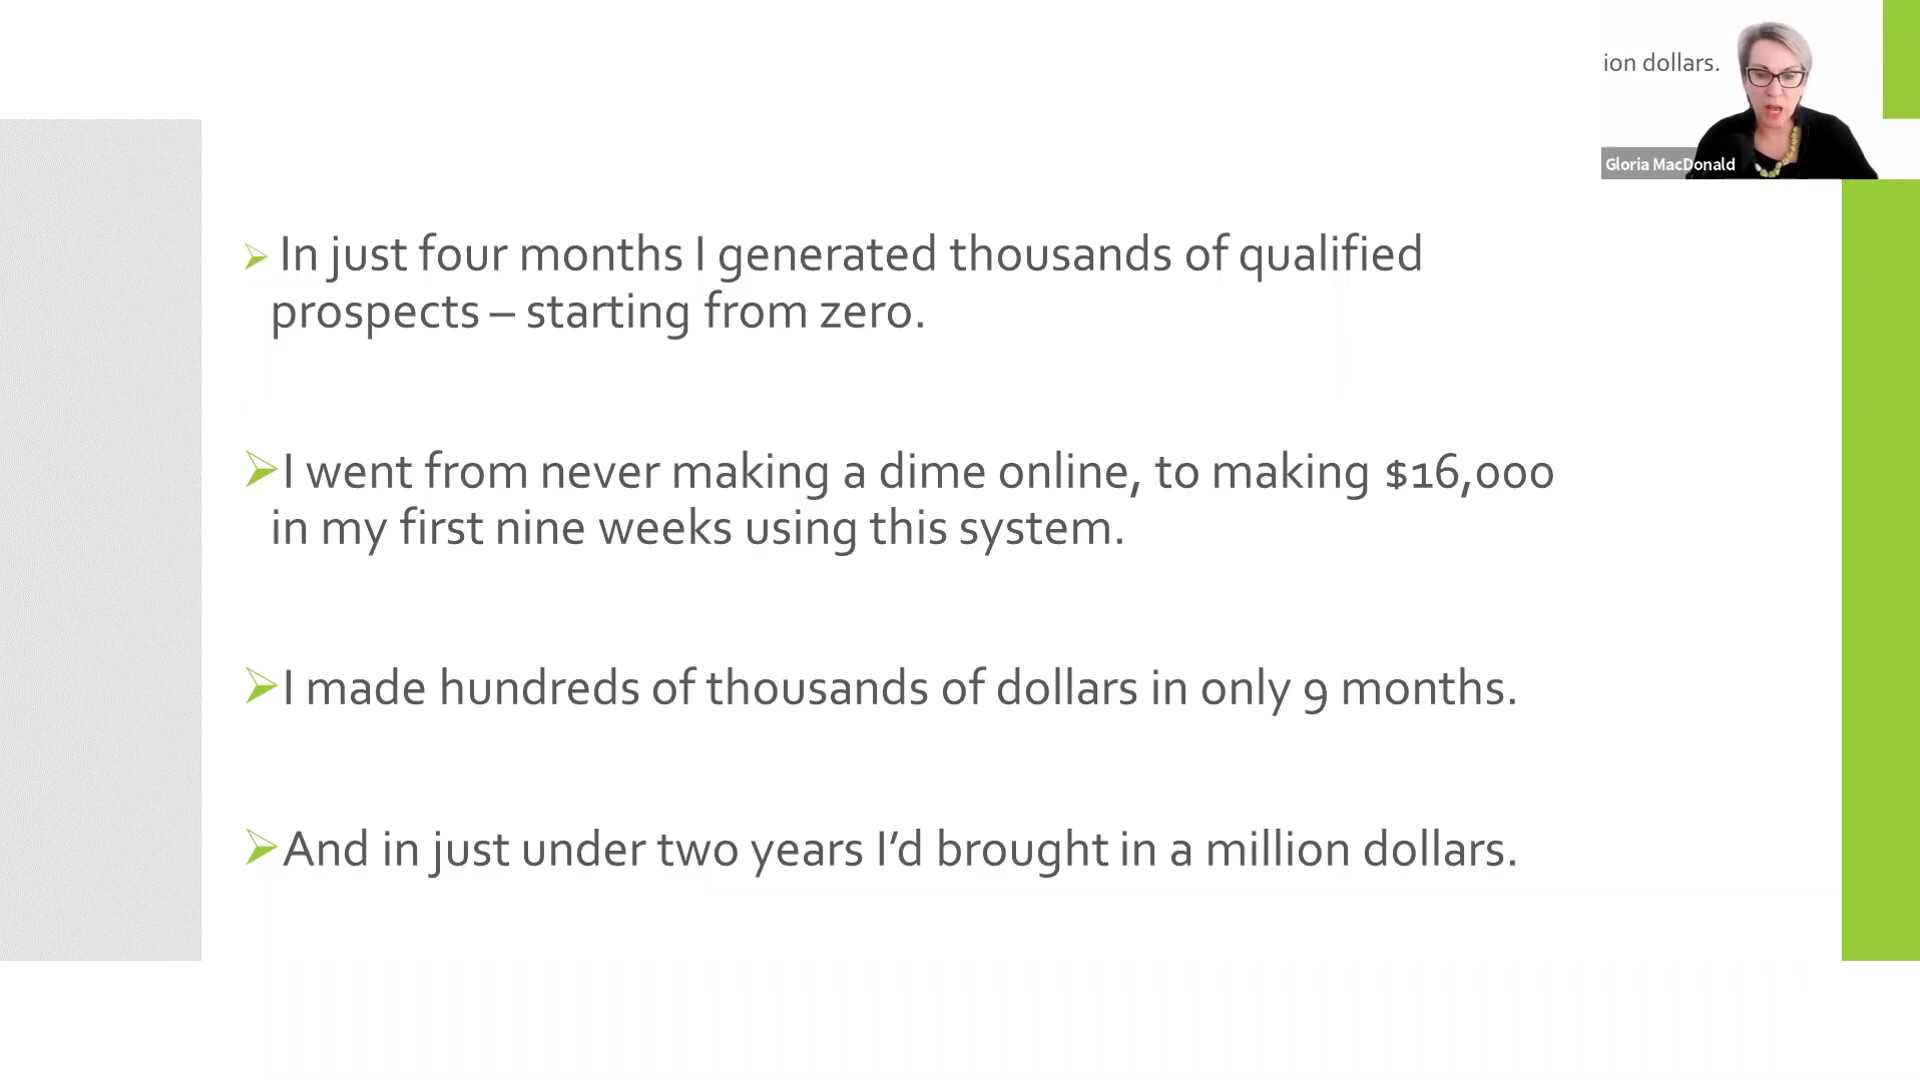 ion dollars.
Gloria MacDonald
➢ In just four months I generated thousands of qualified
prospects – starting from zero.
➢I went from never making a dime online, to making $16,000
in my first nine weeks using this system.
➢I made hundreds of thousands of dollars in only 9 months.
➢And in just under two years I’d brought in a million dollars.